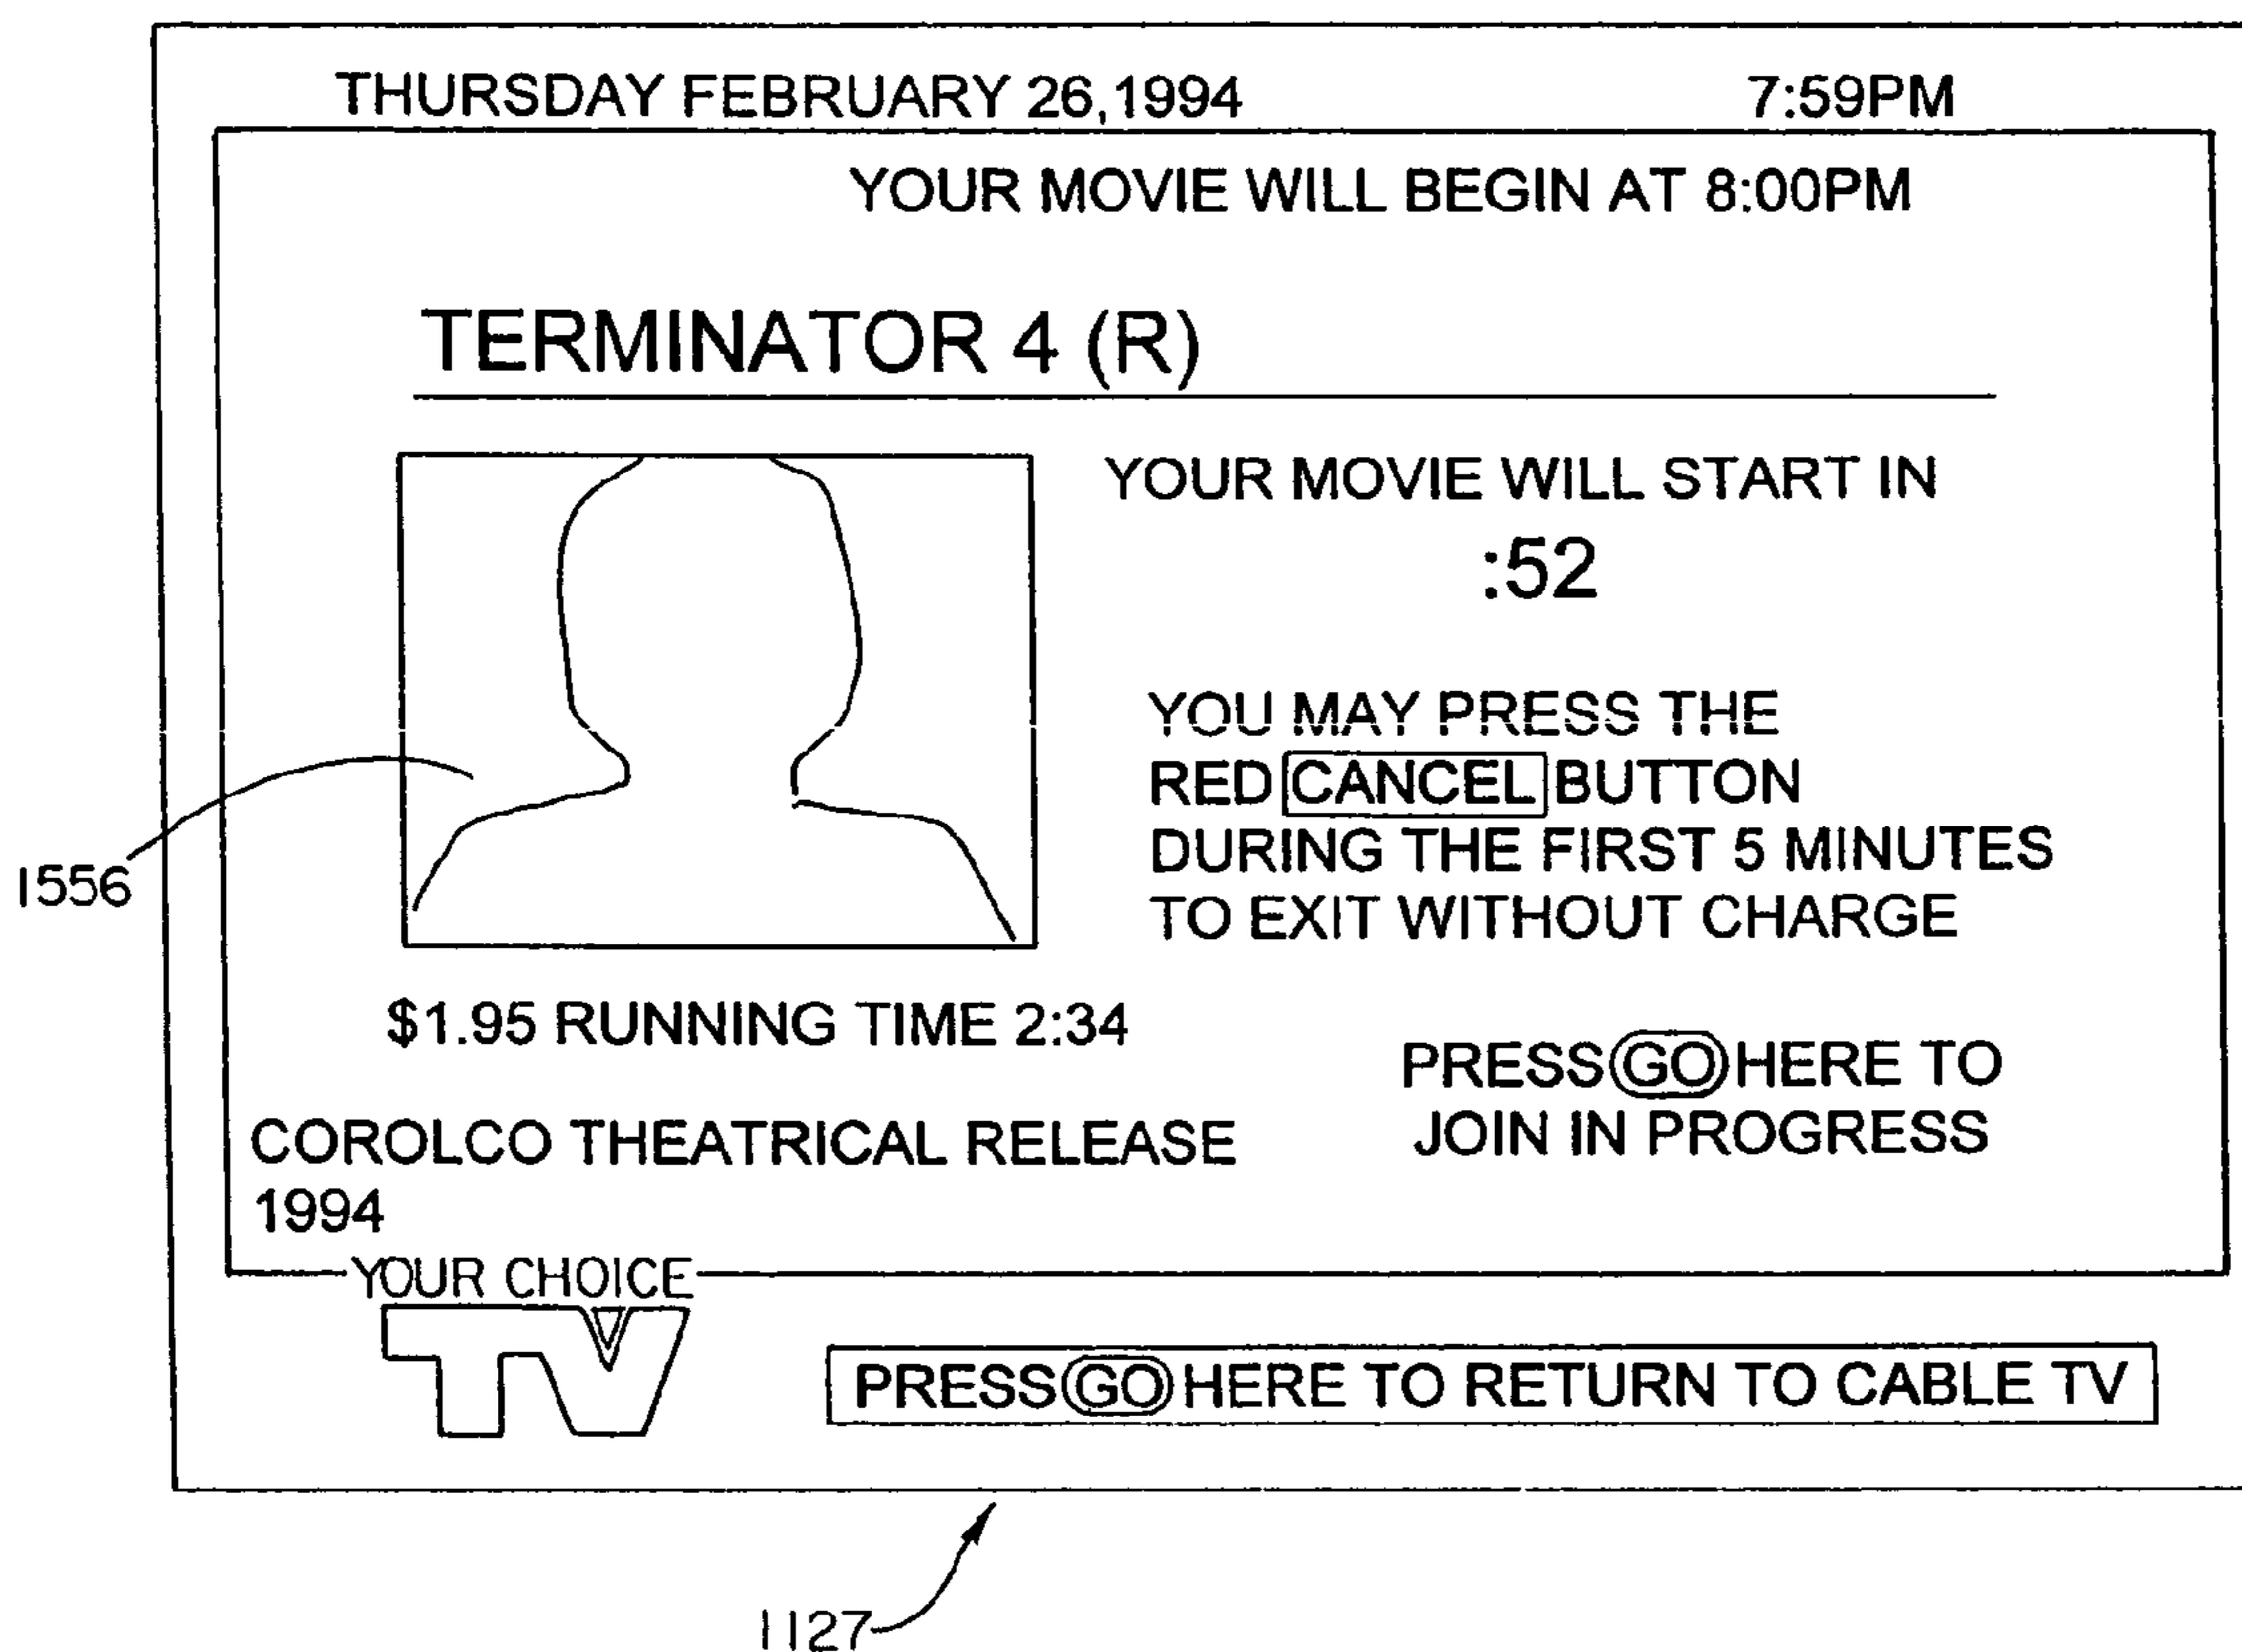 THURSDAY FEBRUARY 26,1994 7:59PM
YOUR MOVIE WILL BEGIN AT 8:00PM
TERMINATOR 4 (R)
YOUR MOVIE WILL START IN
:52
YOU MAY PRESS THE
RED CANCEL BUTTON
DURING THE FIRST 5 MINUTES
TO EXIT WITHOUT CHARGE
1556
$1.95 RUNNING TIME 2:34
PRESS GO HERE TO
JOIN IN PROGRESS
COROLCO THEATRICAL RELEASE
1994
YOUR CHOICE
TV
PRESS GO HERE TO RETURN TO CABLE TV
1127